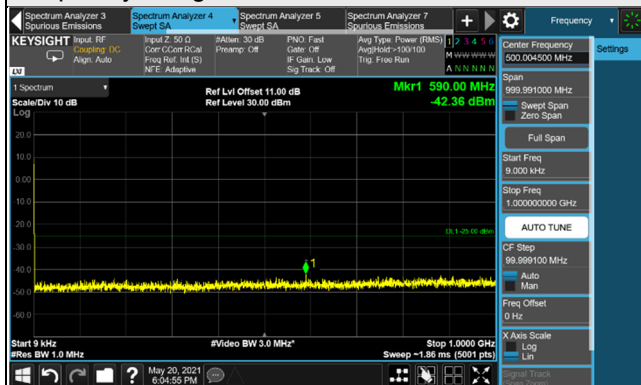 Spectrum Analyzer 3
Spurious Emissions
Spectrum Analyzer 4
Swept SA
Spectrum Analyzer 5
Swept SA
Spectrum Analyzer 7
Spurious Emissions
Frequency
KEYSIGHT
Input: RF
Coupling: DC
Align: Auto
Input Z: 50 Ω
Corr CCorr RCal
Freq Ref: Int (S)
NFE: Adaptive
#Atten: 30 dB
Preamp: Off
PNO: Fast
Gate: Off
IF Gain: Low
Sig Track: Off
Avg Type: Power (RMS)
Avg|Hold:>100/100
Trig: Free Run
1 2 3 4 5 6
M W W W W W
A N N N N N
LXI
1 Spectrum
Scale/Div 10 dB
Log
Ref Lvl Offset 11.00 dB
Ref Level 30.00 dBm
Mkr1 590.00 MHz
-42.36 dBm
20.0
10.0
0.00
-10.0
-20.0
-30.0
-40.0
-50.0
-60.0
DL1 -25.00 dBm
1
Start 9 kHz
#Res BW 1.0 MHz
#Video BW 3.0 MHz*
Stop 1.0000 GHz
Sweep ~1.86 ms (5001 pts)
May 20, 2021
6:04:55 PM
Center Frequency
500.004500 MHz
Settings
Span
999.991000 MHz
Swept Span
Zero Span
Full Span
Start Freq
9.000 kHz
Stop Freq
1.000000000 GHz
AUTO TUNE
CF Step
99.999100 MHz
Auto
Man
Freq Offset
0 Hz
X Axis Scale
Log
Lin
Signal Track
(Span Zoom)